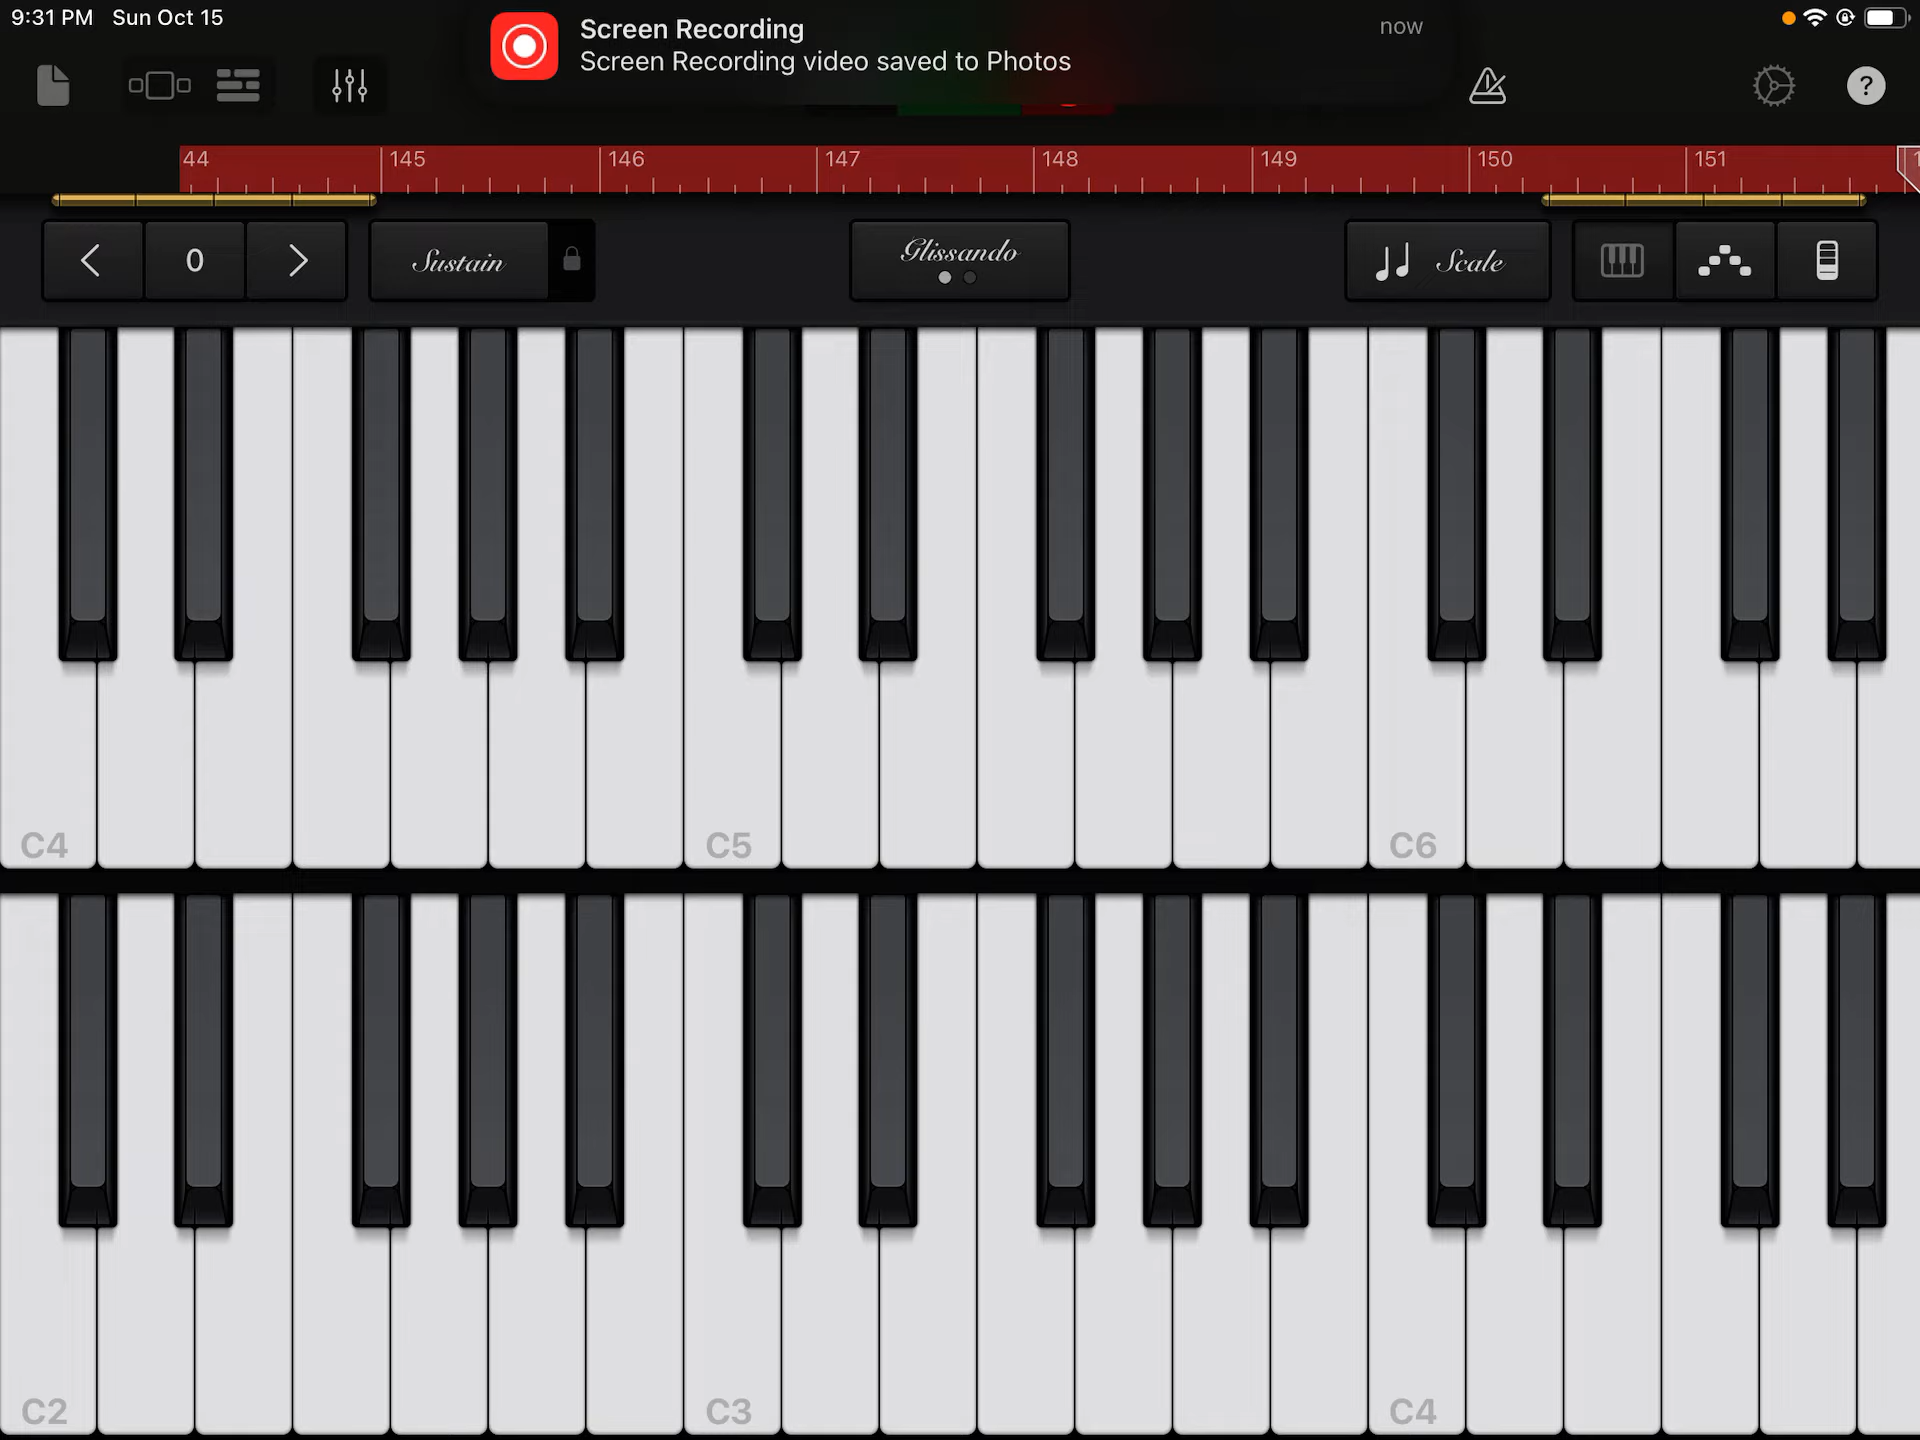 9:31 PM Sun Oct 15
Screen Recording
now
Screen Recording video saved to Photos
?
44 145 146 147 148 149 150 151
0
Sustain
Glissando
Scale
C4 C5 C6
C2 C3 C4